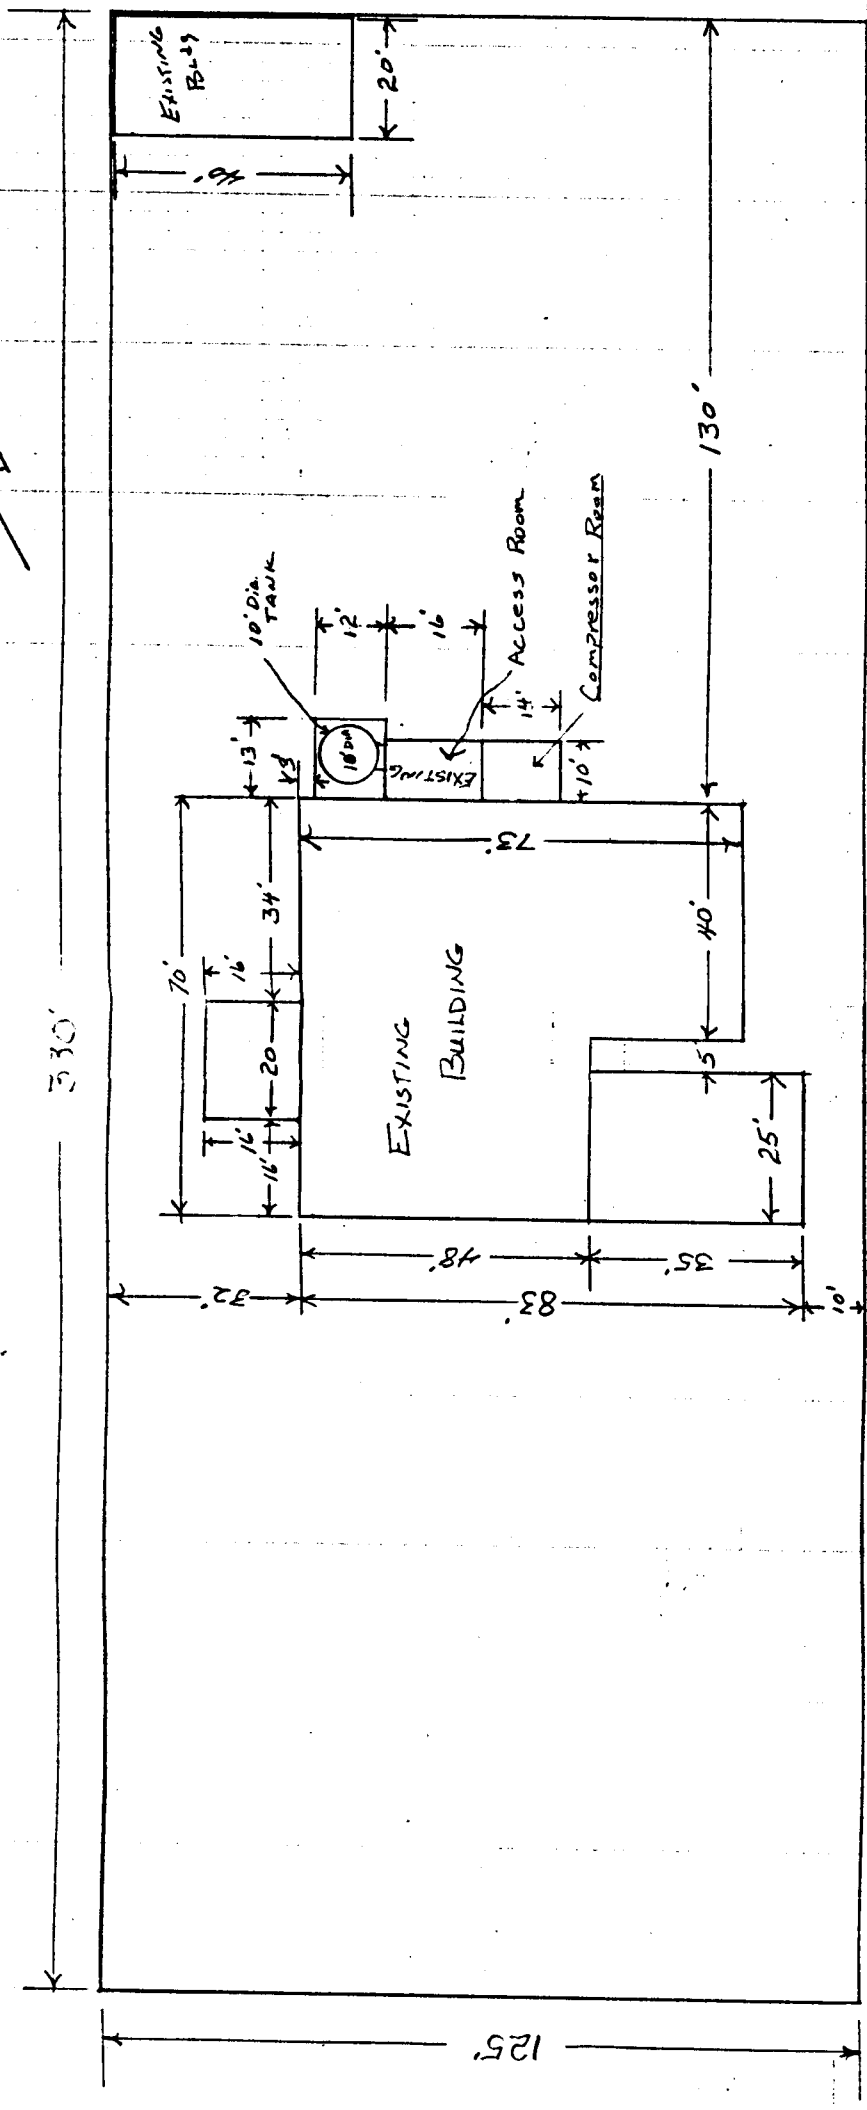 330'
EXISTING
BLDG
40'
20'
130'
10' Dia.
TANK
10' DIA
12'
16'
13'
3'
EXISTING
Access Room
14'
Compressor Room
10'
70'
34'
16'
20
16'
16'
73'
40'
5'
25'
EXISTING
BUILDING
48'
35'
32'
83'
10'
125'